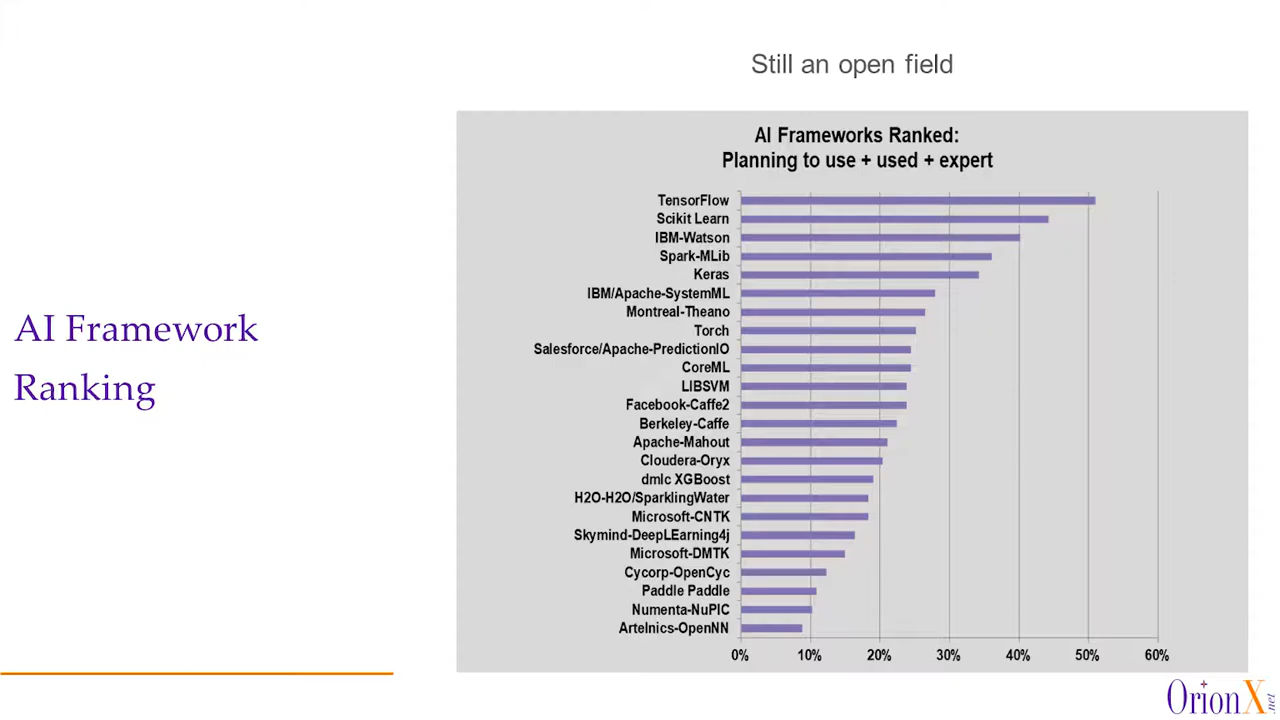 Still an open field
AI Framework
Ranking
AI Frameworks Ranked:
Planning to use + used + expert
TensorFlow
Scikit Learn
IBM-Watson
Spark-MLib
Keras
IBM/Apache-SystemML
Montreal-Theano
Torch
Salesforce/Apache-PredictionIO
CoreML
LIBSVM
Facebook-Caffe2
Berkeley-Caffe
Apache-Mahout
Cloudera-Oryx
dmlc XGBoost
H2O-H2O/SparklingWater
Microsoft-CNTK
Skymind-DeepLEarning4j
Microsoft-DMTK
Cycorp-OpenCyc
Paddle Paddle
Numenta-NuPIC
Artelnics-OpenNN
0% 10% 20% 30% 40% 50% 60%
OrionX.net